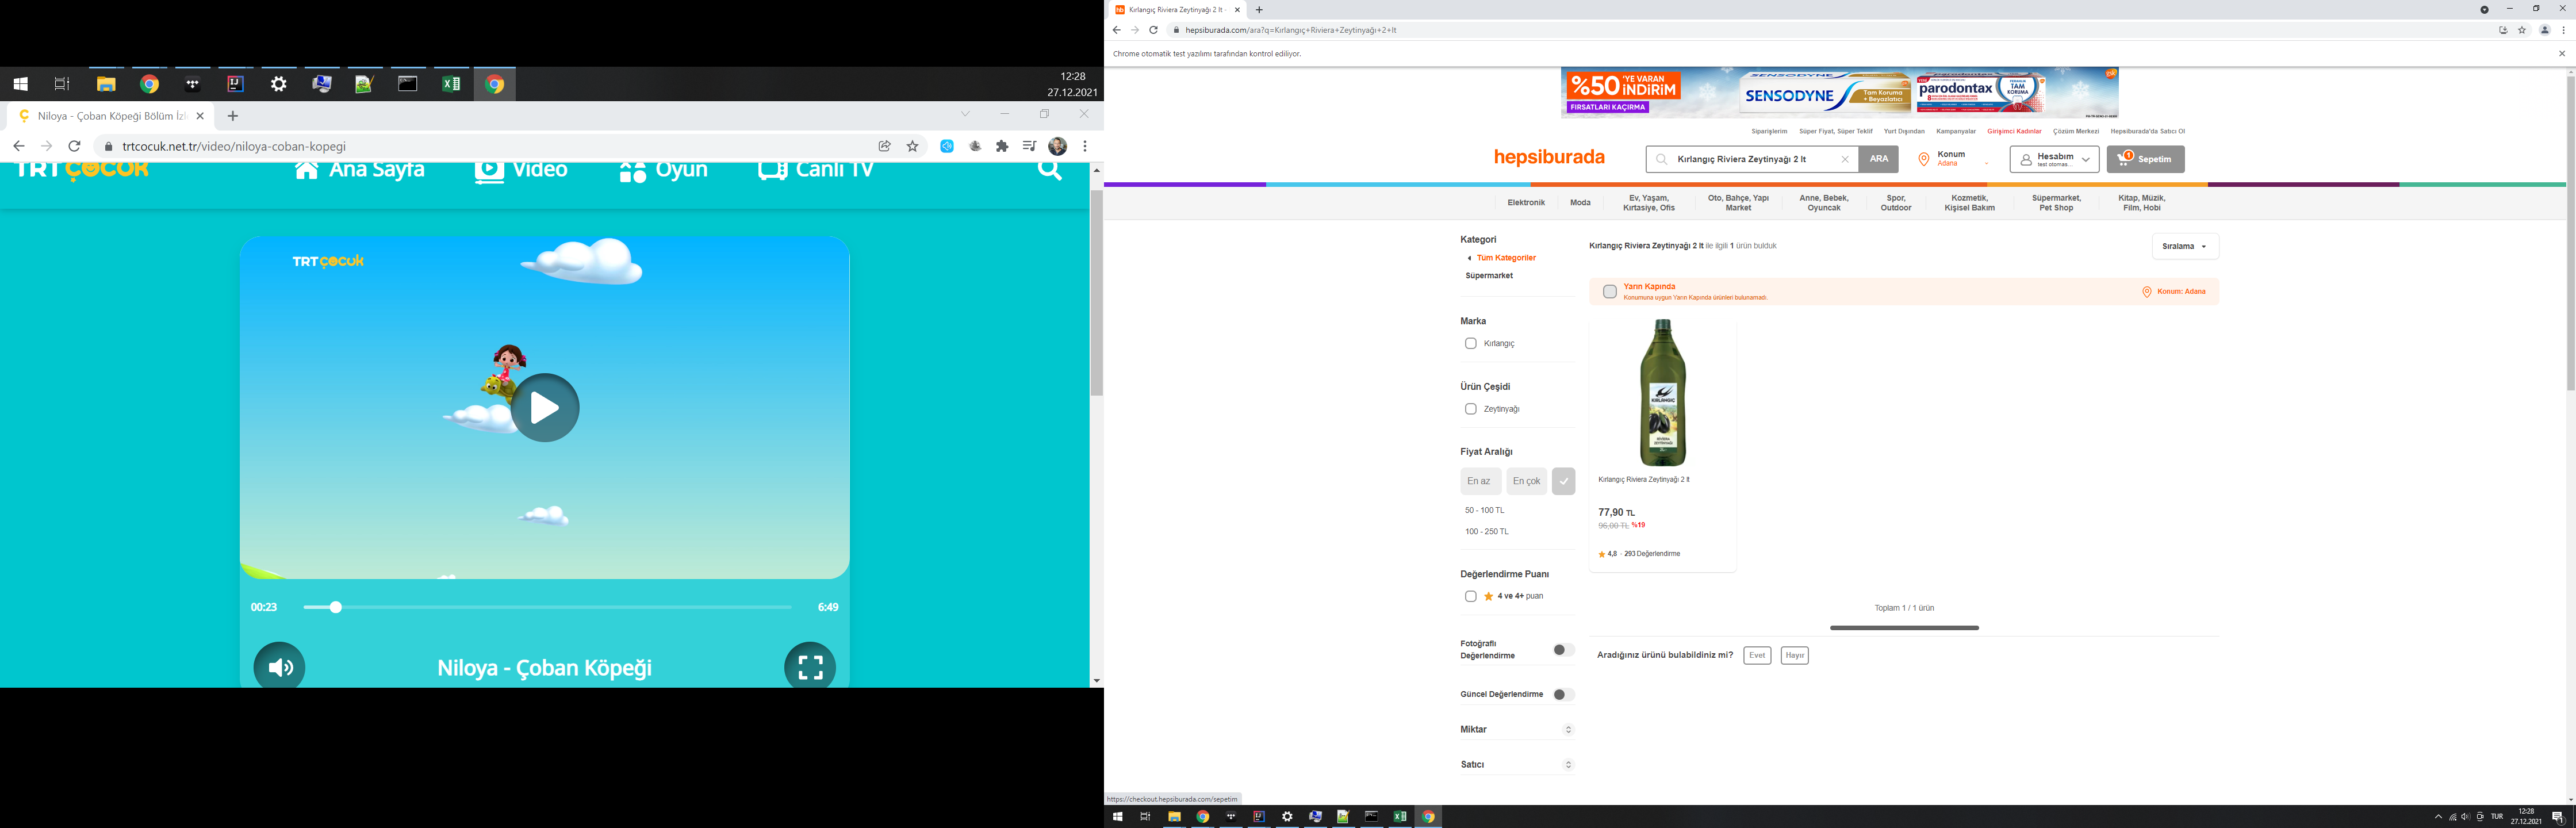 12:28
27.12.2021
Niloya - Çoban Köpeği Bölüm İzl
trtcocuk.net.tr/video/niloya-coban-kopegi
TRT ÇOCUK
Ana Sayfa
Video
Oyun
Canlı TV
TRT ÇOCUK
00:23
6:49
Niloya - Çoban Köpeği
Kırlangıç Riviera Zeytinyağı 2 lt -
hepsiburada.com/ara?q=Kırlangıç+Riviera+Zeytinyağı+2+lt
Chrome otomatik test yazılımı tarafından kontrol ediliyor.
%50 'YE VARAN İNDİRİM
FIRSATLARI KAÇIRMA
SENSODYNE
SENSODYNE
Tam Koruma
+ Beyazlatıcı
parodontax
TAM KORUMA
Siparişlerim
Süper Fiyat, Süper Teklif
Yurt Dışından
Kampanyalar
Girişimci Kadınlar
Çözüm Merkezi
Hepsiburada'da Satıcı Ol
hepsiburada
Kırlangıç Riviera Zeytinyağı 2 lt
ARA
Konum
Adana
Hesabım
test otomas...
1
Sepetim
Elektronik
Moda
Ev, Yaşam,
Kırtasiye, Ofis
Oto, Bahçe, Yapı
Market
Anne, Bebek,
Oyuncak
Spor,
Outdoor
Kozmetik,
Kişisel Bakım
Süpermarket,
Pet Shop
Kitap, Müzik,
Film, Hobi
Kategori
Tüm Kategoriler
Süpermarket
Marka
Kırlangıç
Ürün Çeşidi
Zeytinyağı
Fiyat Aralığı
En az
En çok
50 - 100 TL
100 - 250 TL
Değerlendirme Puanı
4 ve 4+ puan
Fotoğraflı
Değerlendirme
Güncel Değerlendirme
Miktar
Satıcı
Kırlangıç Riviera Zeytinyağı 2 lt ile ilgili 1 ürün bulduk
Sıralama
Yarın Kapında
Konumuna uygun Yarın Kapında ürünleri bulunamadı.
Konum: Adana
KIRLANGIÇ
RIVIERA
ZEYTİNYAĞI
Kırlangıç Riviera Zeytinyağı 2 lt
77,90 TL
96,00 TL %19
4,8 - 293 Değerlendirme
Toplam 1 / 1 ürün
Aradığınız ürünü bulabildiniz mi?
Evet
Hayır
https://checkout.hepsiburada.com/sepetim
TUR
12:28
27.12.2021